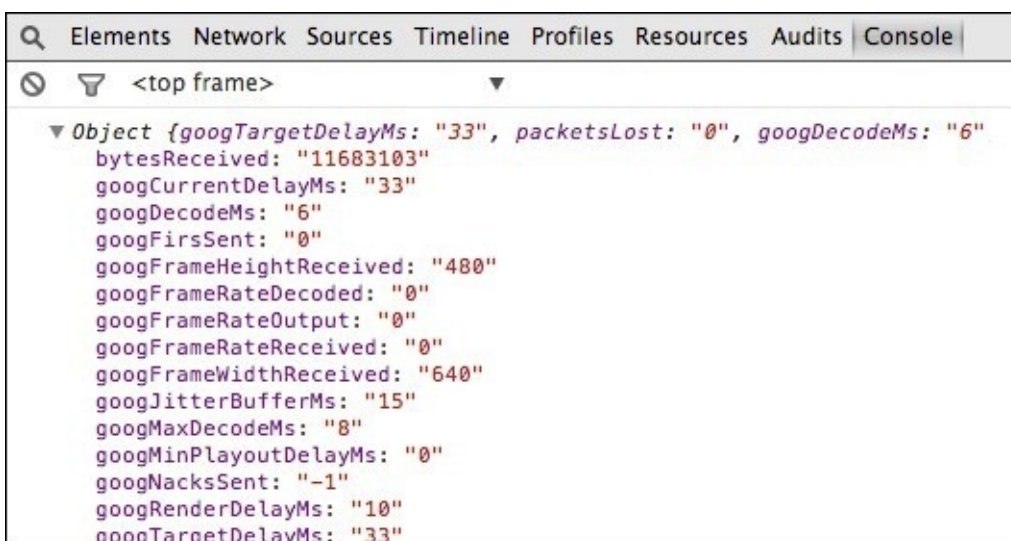 Elements Network Sources Timeline Profiles Resources Audits Console
<top frame>
Object {googTargetDelayMs: "33", packetsLost: "0", googDecodeMs: "6"
bytesReceived: "11683103"
googCurrentDelayMs: "33"
googDecodeMs: "6"
googFirsSent: "0"
googFrameHeightReceived: "480"
googFrameRateDecoded: "0"
googFrameRateOutput: "0"
googFrameRateReceived: "0"
googFrameWidthReceived: "640"
googJitterBufferMs: "15"
googMaxDecodeMs: "8"
googMinPlayoutDelayMs: "0"
googNacksSent: "-1"
googRenderDelayMs: "10"
googTargetDelayMs: "33"